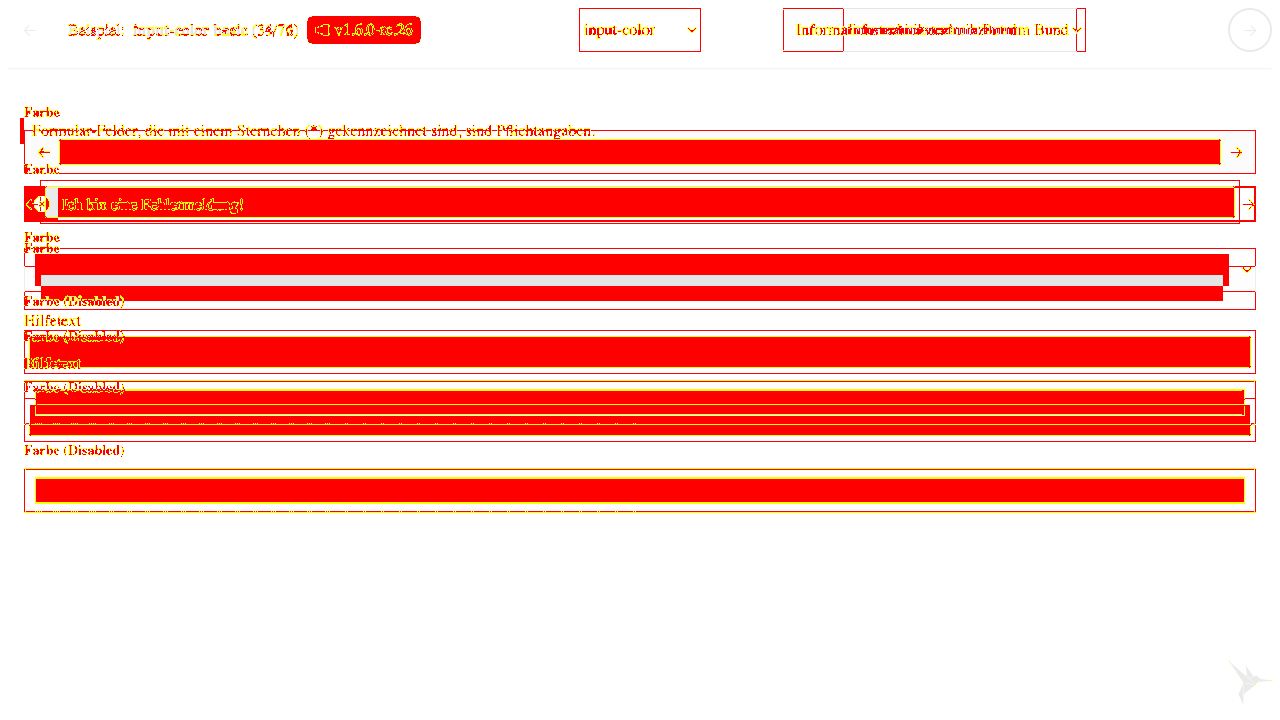 Beispiel: input-color basic (34/76) v1.6.0-rc.26 input-color
Farbe
Formular-Felder, die mit einem Sternchen (*) gekennzeichnet sind, sind Pflichtangaben.
Farbe
Ich bin eine Fehlermeldung!
Farbe
Farbe
Farbe (Disabled)
Hilfetext
Farbe (Disabled)
Hilfetext
Farbe (Disabled)
Farbe (Disabled)